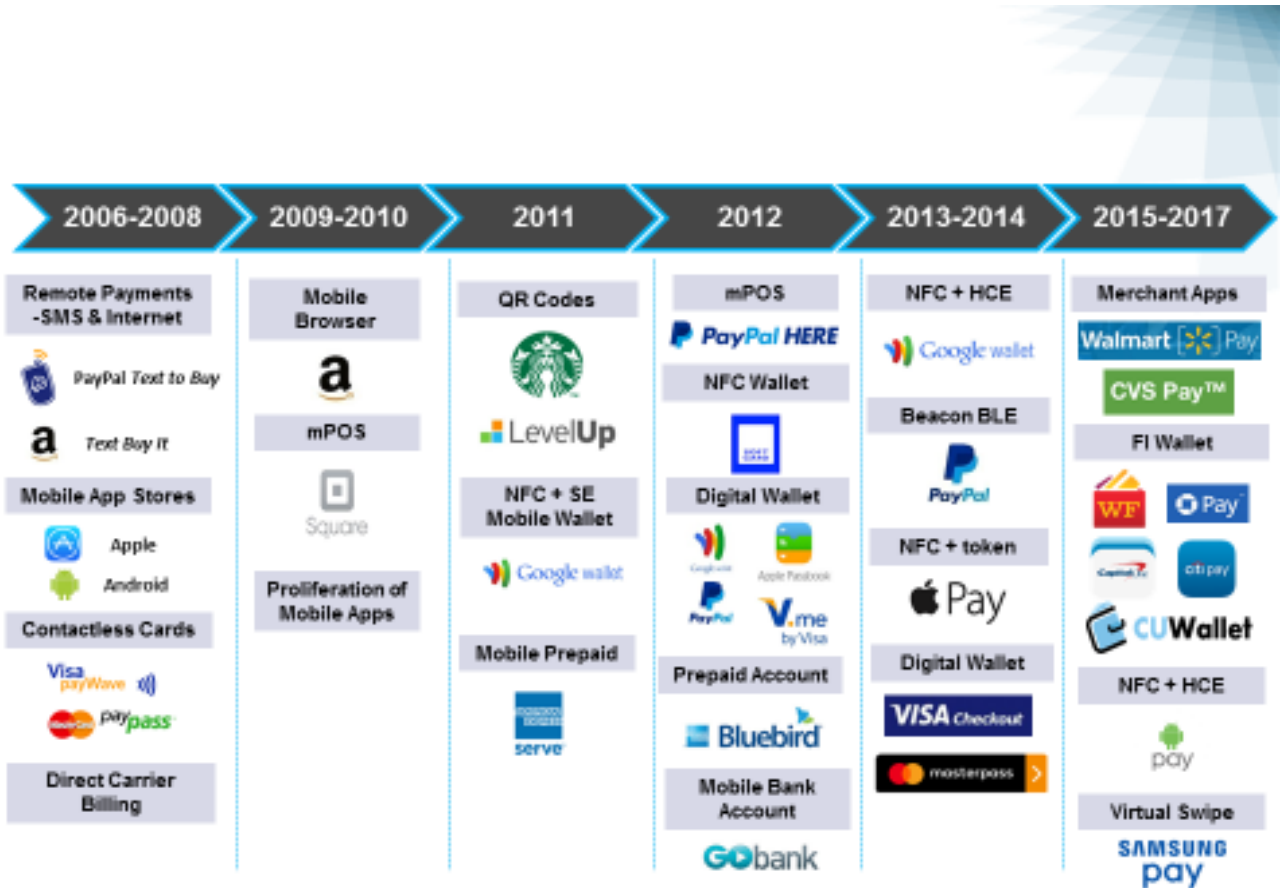 2006-2008
2009-2010
2011
2012
2013-2014
2015-2017
Remote Payments
-SMS & Internet
PayPal Text to Buy
a
Text Buy It
Mobile App Stores
Apple
Android
Contactless Cards
Visa
payWave
paypass
Direct Carrier
Billing
Mobile
Browser
a
mPOS
Square
Proliferation of
Mobile Apps
QR Codes
LevelUp
NFC + SE
Mobile Wallet
Google wallet
Mobile Prepaid
serve
mPOS
PayPal HERE
NFC Wallet
Digital Wallet
Google wallet
Apple Passbook
PayPal
V.me
by Visa
Prepaid Account
Bluebird
Mobile Bank
Account
GObank
NFC + HCE
Google wallet
Beacon BLE
PayPal
NFC + token
Pay
Digital Wallet
VISA Checkout
masterpass
Merchant Apps
Walmart Pay
CVS Pay™
FI Wallet
WF
Pay
citi pay
CUWallet
NFC + HCE
pay
Virtual Swipe
SAMSUNG
pay